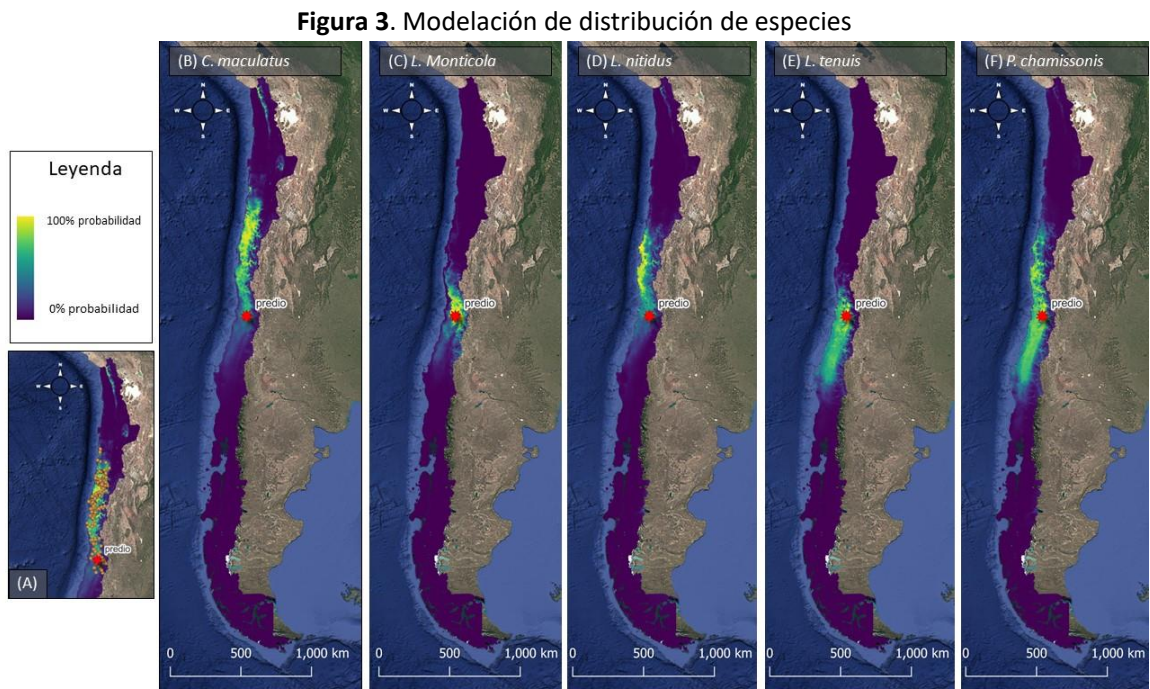 Figura 3. Modelación de distribución de especies
(B) C. maculatus
(C) L. Monticola
(D) L. nitidus
(E) L. tenuis
(F) P. chamissonis
N
W E
S
N
W E
S
N
W E
S
N
W E
S
N
W E
S
Leyenda
100% probabilidad
0% probabilidad
predio
predio
predio
predio
predio
N
W E
S
predio
(A)
0 500 1,000 km
0 500 1,000 km
0 500 1,000 km
0 500 1,000 km
0 500 1,000 km